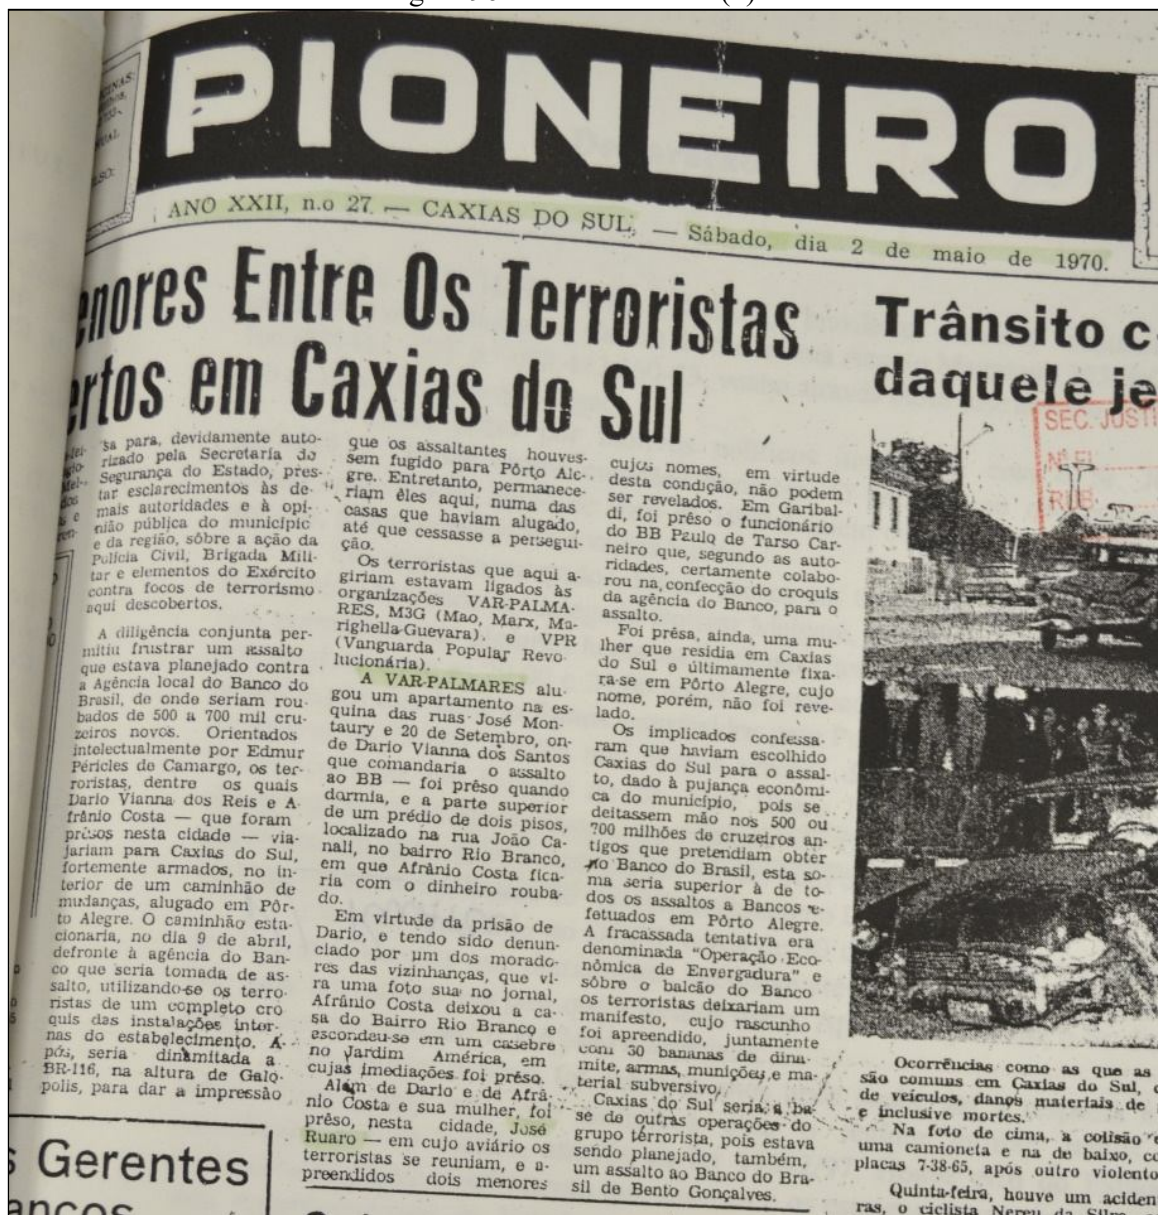 PIONEIRO
ANO XXII, n.o 27 — CAXIAS DO SUL, — Sábado, dia 2 de maio de 1970.
enores Entre Os Terroristas
ertos em Caxias do Sul
sa para, devidamente auto-
rizado pela Secretaria da
Segurança do Estado, pres-
tar esclarecimentos às de-
mais autoridades e à opi-
nião pública do município
e da região, sôbre a ação da
Polícia Civil, Brigada Mili-
tar e elementos do Exército
contra focos de terrorismo
aqui descobertos.
A diligência conjunta per-
mitiu frustrar um assalto
que estava planejado contra
a Agência local do Banco do
Brasil, de onde seriam rou-
bados de 500 a 700 mil cru-
zeiros novos. Orientados
intelectualmente por Edmur
Péricles de Camargo, os ter-
roristas, dentre os quais
Dario Vianna dos Reis e A-
frânio Costa — que foram
prêsos nesta cidade — via-
jariam para Caxias do Sul,
fortemente armados, no in-
terior de um caminhão de
mudanças, alugado em Pôr-
to Alegre. O caminhão esta-
cionaria, no dia 9 de abril,
defronte à agência do Ban-
co que seria tomada de as-
salto, utilizando-se os terro-
ristas de um completo cro
quis das instalações inter-
nas do estabelecimento. A-
pós, seria dinamitada a
BR-116, na altura de Galo-
polis, para dar a impressão
que os assaltantes houves-
sem fugido para Pôrto Ale-
gre. Entretanto, permanece-
riam êles aqui, numa das
casas que haviam alugado,
até que cessasse a persegui-
ção.
Os terroristas que aqui a-
giriam estavam ligados às
organizações VAR-PALMA-
RES, M3G (Mao, Marx, Ma-
righella-Guevara). e VPR
(Vanguarda Popular Revo-
lucionária).
A VAR-PALMARES alu-
gou um apartamento na es-
quina das ruas José Mon-
taury e 20 de Setembro, on-
de Dario Vianna dos Santos
que comandaria o assalto
ao BB — foi prêso quando
dormia, e a parte superior
de um prédio de dois pisos,
localizado na rua João Ca-
nali, no bairro Rio Branco,
em que Afrânio Costa fica-
ria com o dinheiro rouba-
do.
Em virtude da prisão de
Dario, e tendo sido denun-
ciado por um dos morado-
res das vizinhanças, que vi-
ra uma foto sua no jornal,
Afrânio Costa deixou a ca-
sa do Bairro Rio Branco e
escondeu-se em um casebre
no Jardim América, em
cujas imediações foi prêso.
Além de Dario e de Afrâ-
nio Costa e sua mulher, foi
prêso, nesta cidade, José
Ruaro — em cujo aviário os
terroristas se reuniam, e a-
preendidos dois menores
cujos nomes, em virtude
desta condição, não podem
ser revelados. Em Garibal-
di, foi prêso o funcionário
do BB Paulo de Tarso Car-
neiro que, segundo as auto-
ridades, certamente colabo-
rou na confecção do croquis
da agência do Banco, para o
assalto.
Foi prêsa, ainda, uma mu-
lher que residia em Caxias
do Sul e últimamente fixa-
ra-se em Pôrto Alegre, cujo
nome, porém, não foi reve-
lado.
Os implicados confessa-
ram que haviam escolhido
Caxias do Sul para o assal-
to, dado à pujança econômi-
ca do município, pois se
deitassem mão nos 500 ou
700 milhões de cruzeiros an-
tigos que pretendiam obter
no Banco do Brasil, esta so-
ma seria superior à de to-
dos os assaltos a Bancos e-
fetuados em Pôrto Alegre.
A fracassada tentativa era
denominada "Operação Eco-
nômica de Envergadura" e
sôbre o balcão do Banco
os terroristas deixariam um
manifesto, cujo rascunho
foi apreendido, juntamente
com 30 bananas de dina-
mite, armas, munições e ma-
terial subversivo.
Caxias do Sul seria a ba-
se de outras operações do
grupo térrorista, pois estava
sendo planejado, também,
um assalto ao Banco do Bra-
sil de Bento Gonçalves.
Trânsito c
daquele je
SEC. JUSTI
RUB
Ocorrências como as que as
são comuns em Caxias do Sul,
de veículos, danos materiais de
e inclusive mortes.
Na foto de cima, a colisão
uma camioneta e na de baixo, co
placas 7-38-65, após outro violento
Quinta-feira, houve um aciden
ras, o ciclista Nereu da Silva
Gerentes
ancos